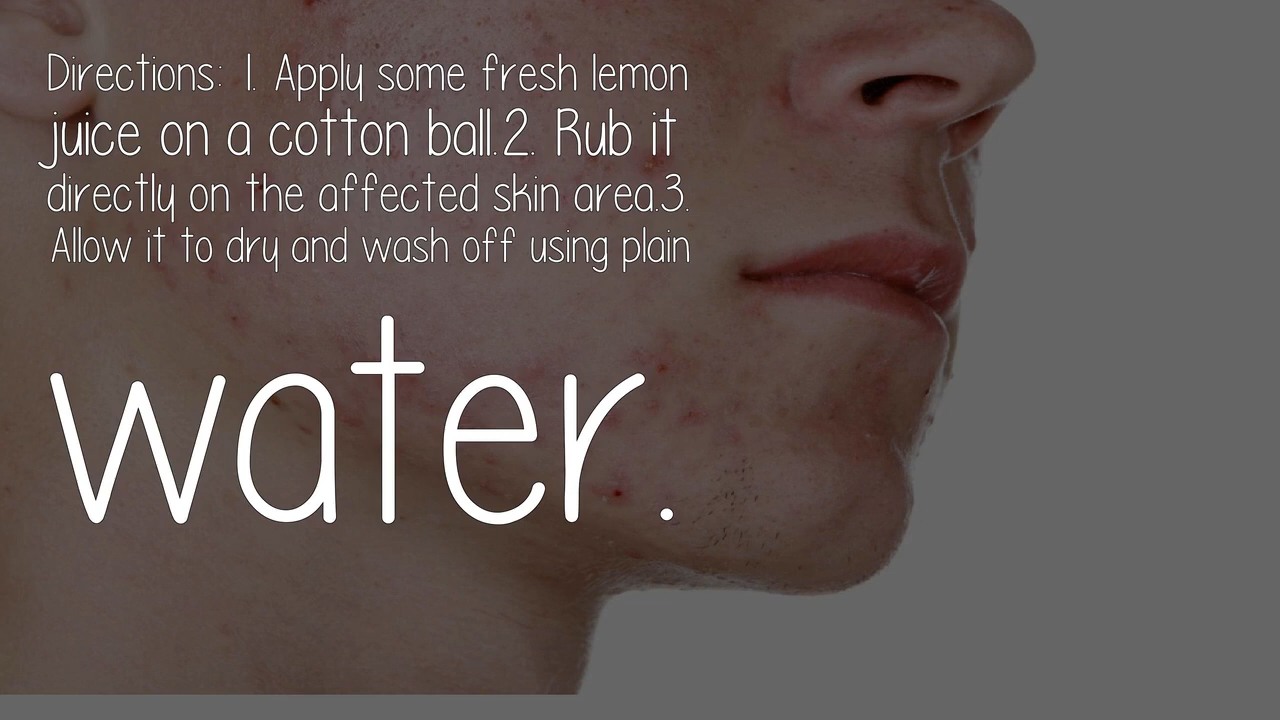 Directions: 1. Apply some fresh lemon
juice on a cotton ball.2. Rub it
directly on the affected skin area.3.
Allow it to dry and wash off using plain
water.